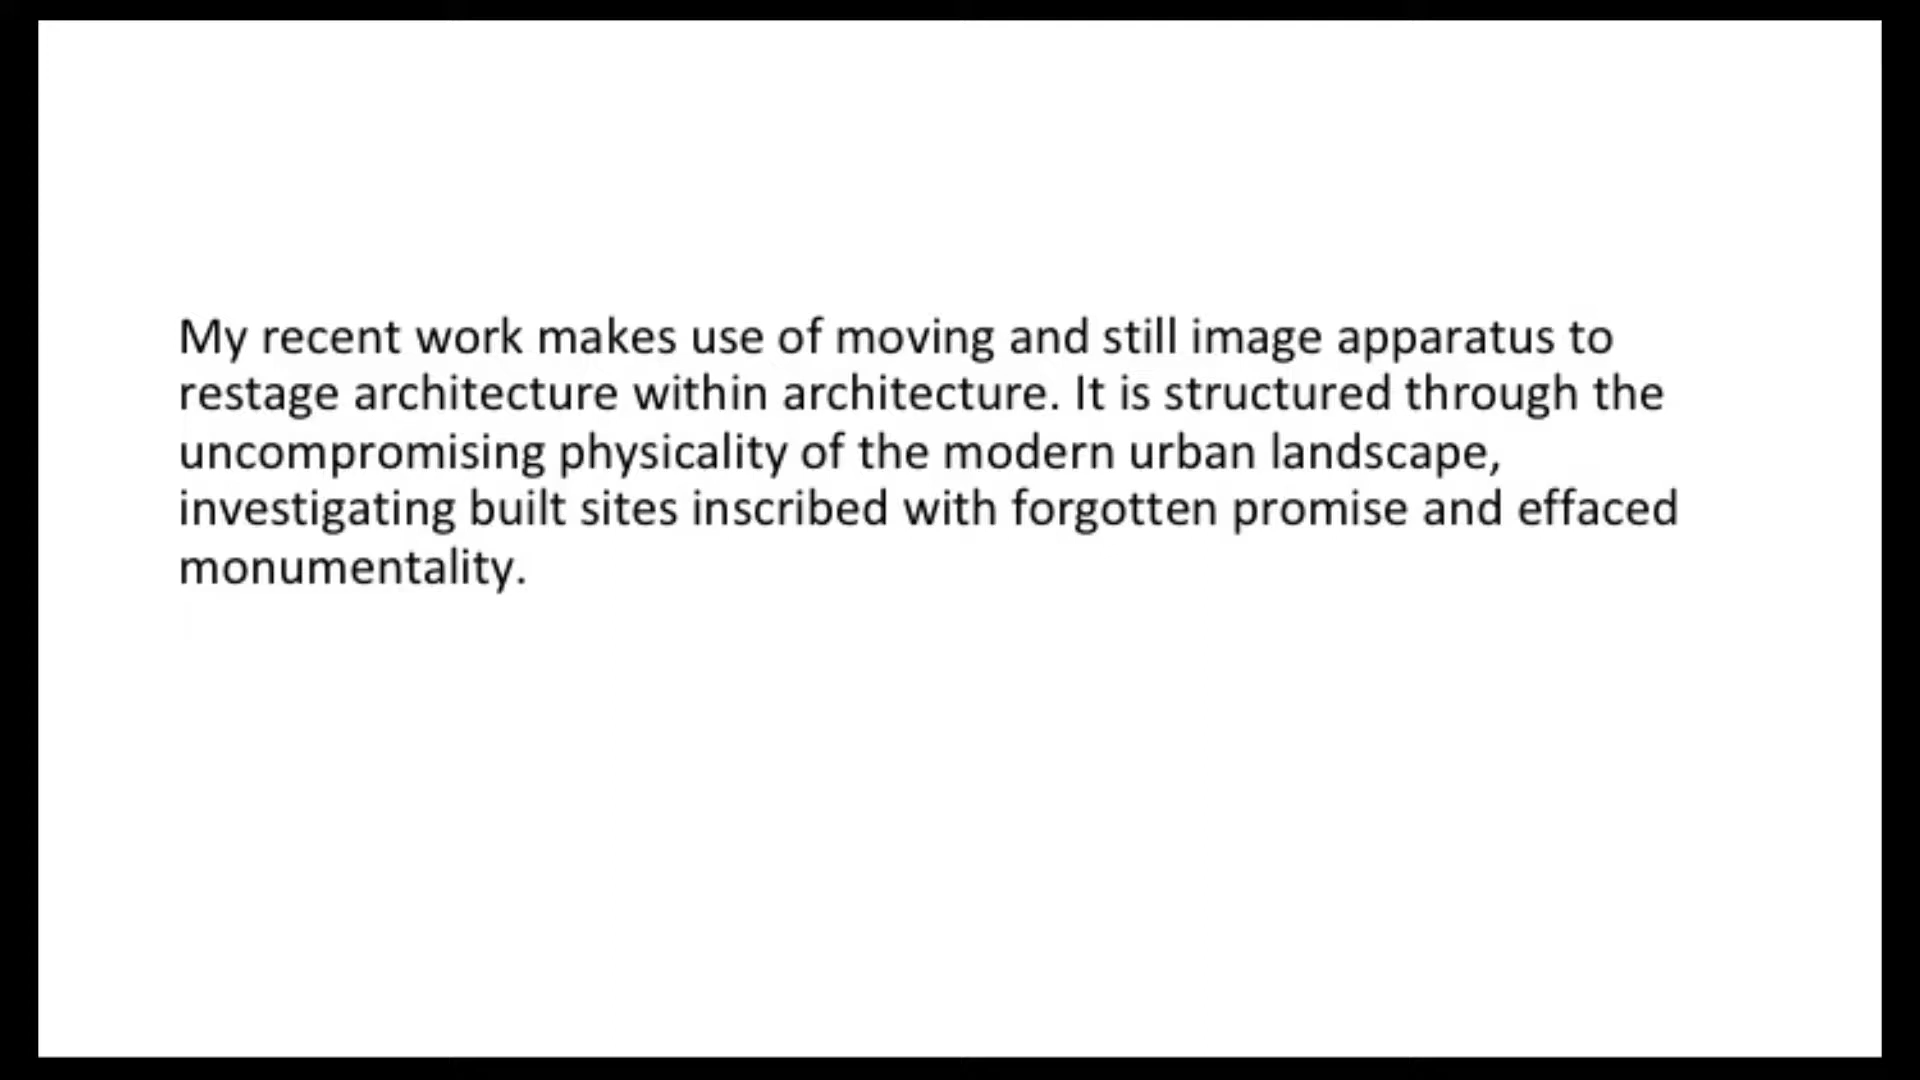 My recent work makes use of moving and still image apparatus to
restage architecture within architecture. It is structured through the
uncompromising physicality of the modern urban landscape,
investigating built sites inscribed with forgotten promise and effaced
monumentality.